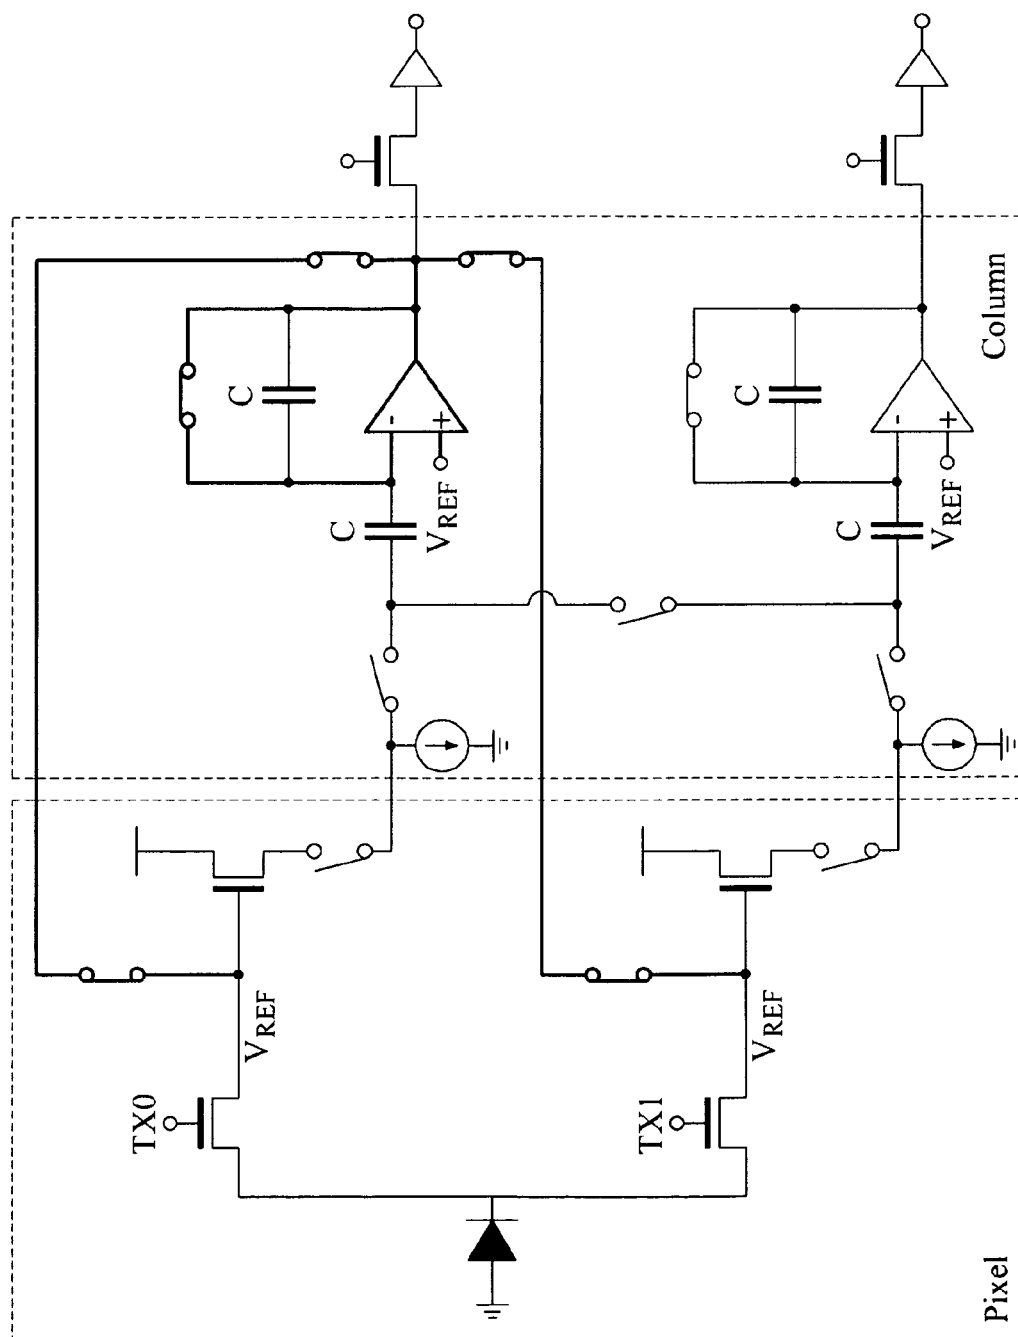 Column
C
C
-
+
-
+
C
V_REF
C
V_REF
V_REF
V_REF
TX0
TX1
Pixel